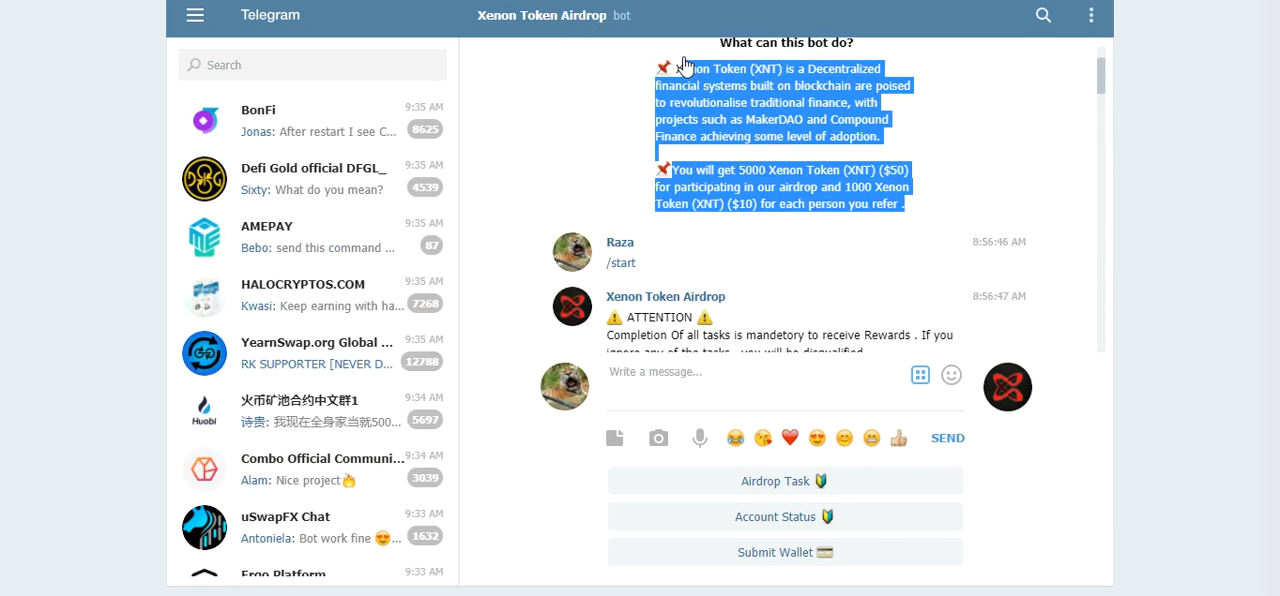 Telegram
Xenon Token Airdrop bot
Search
BonFi
9:35 AM
Jonas: After restart I see C...
8625
Defi Gold official DFGL_
9:35 AM
Sixty: What do you mean?
4539
AMEPAY
9:35 AM
Bebo: send this command ...
87
HALOCRYPTOS.COM
9:35 AM
Kwasi: Keep earning with ha...
7268
YearnSwap.org Global ...
9:35 AM
RK SUPPORTER [NEVER D...
12788
Huobi
火币矿池合约中文群1
9:34 AM
诗贵: 我现在全身家当就500...
5697
Combo Official Communi...
9:34 AM
Alam: Nice project🔥
3039
uSwapFX Chat
9:33 AM
Antoniela: Bot work fine 😍...
1632
Ergo Platform
9:33 AM
What can this bot do?
📌 Xenon Token (XNT) is a Decentralized
financial systems built on blockchain are poised
to revolutionalise traditional finance, with
projects such as MakerDAO and Compound
Finance achieving some level of adoption.
📌You will get 5000 Xenon Token (XNT) ($50)
for participating in our airdrop and 1000 Xenon
Token (XNT) ($10) for each person you refer .
Raza
8:56:46 AM
/start
Xenon Token Airdrop
8:56:47 AM
⚠️ ATTENTION ⚠️
Completion Of all tasks is mandetory to receive Rewards . If you
ignore any of the tasks , you will be disqualified
Write a message...
SEND
Airdrop Task 🔰
Account Status 🔰
Submit Wallet 💳